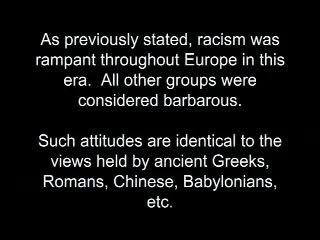 As previously stated, racism was
rampant throughout Europe in this
era.  All other groups were
considered barbarous.
Such attitudes are identical to the
views held by ancient Greeks,
Romans, Chinese, Babylonians,
etc.